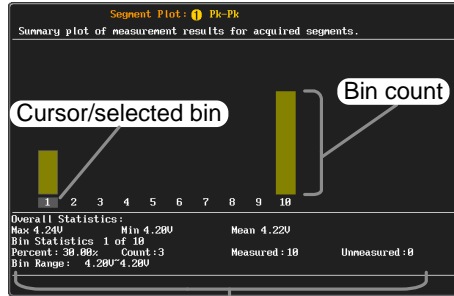 Segment Plot: 1 Pk-Pk
Summary plot of measurement results for acquired segments.
Bin count
Cursor/selected bin
1 2 3 4 5 6 7 8 9 10
Overall Statistics:
Max 4.24V Min 4.20V Mean 4.22V
Bin Statistics 1 of 10
Percent: 30.00% Count:3 Measured:10 Unmeasured:0
Bin Range: 4.20V~4.20V